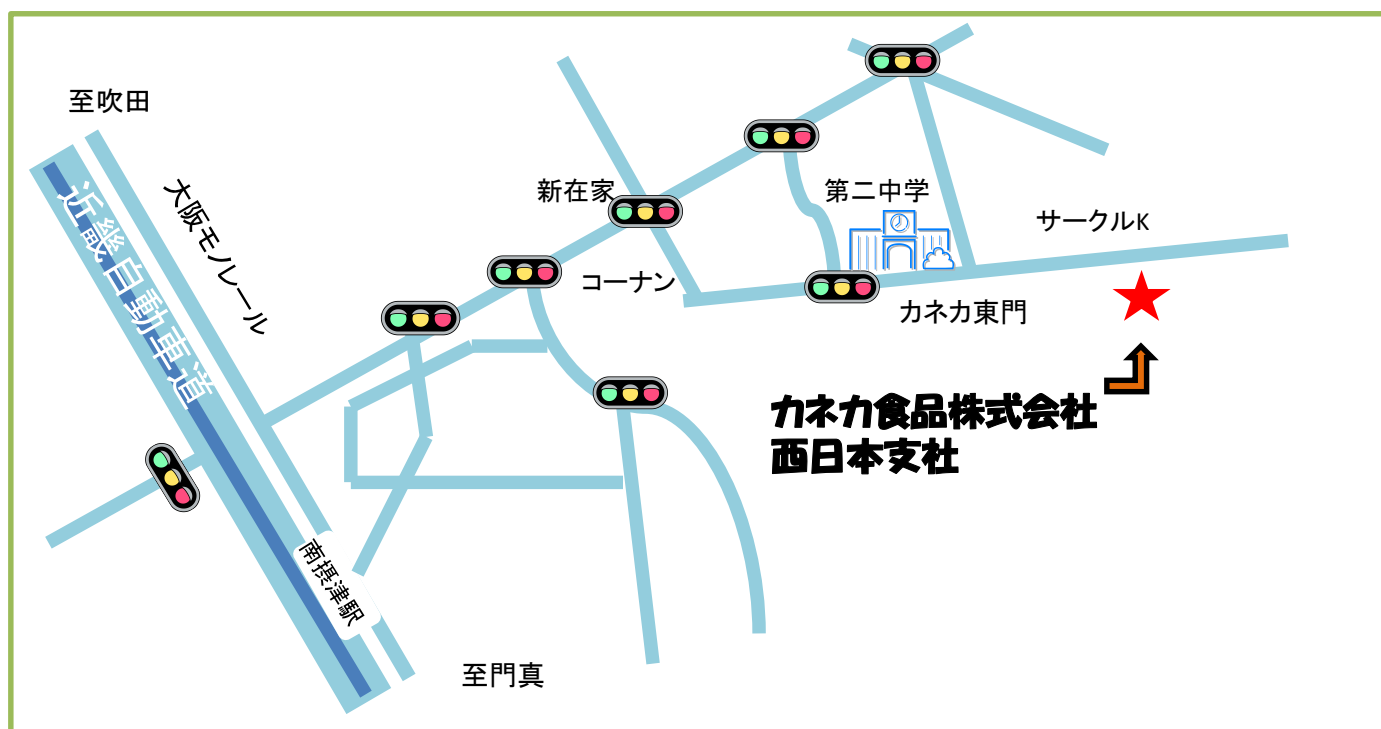 至吹田
近畿自動車道
大阪モノレール
新在家
第二中学
サークルK
コーナン
カネカ東門
カネカ食品株式会社
西日本支社
南摂津駅
至門真